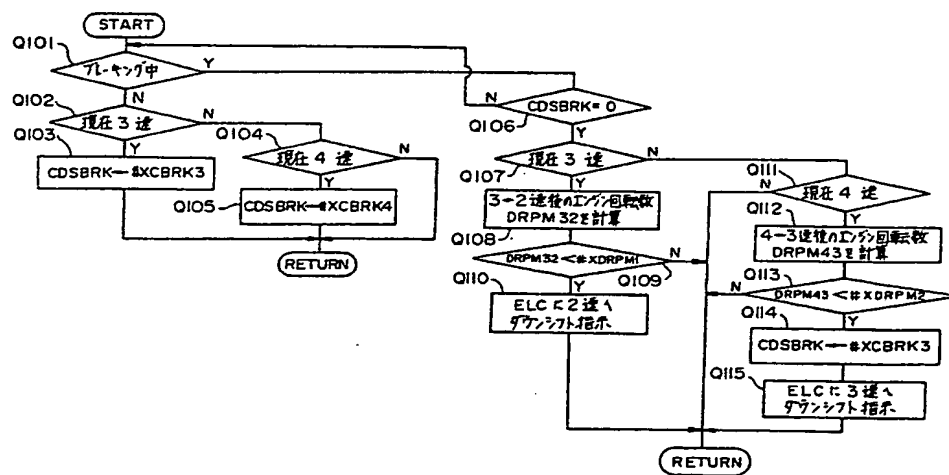 START
Q101
ブレーキング中
Y
N
Q102
現在3速
N
Q103
Y
CDSBRK←#XCBRK3
Q104
現在4速
N
Y
Q105
CDSBRK←#XCBRK4
RETURN
N
CDSBRK=0
Q106
Y
現在3速
N
Q107
Y
3-2速後のエンジン回転数
DRPM32を計算
Q108
DRPM32<#XDRPM1
N
Q109
Q110
Y
ELCに2速へ
ダウンシフト指示
Q111
N
現在4速
Q112
Y
4-3速後のエンジン回転数
DRPM43を計算
Q113
N
DRPM43<#XDRPM2
Q114
Y
CDSBRK←#XCBRK3
Q115
ELCに3速へ
ダウンシフト指示
RETURN